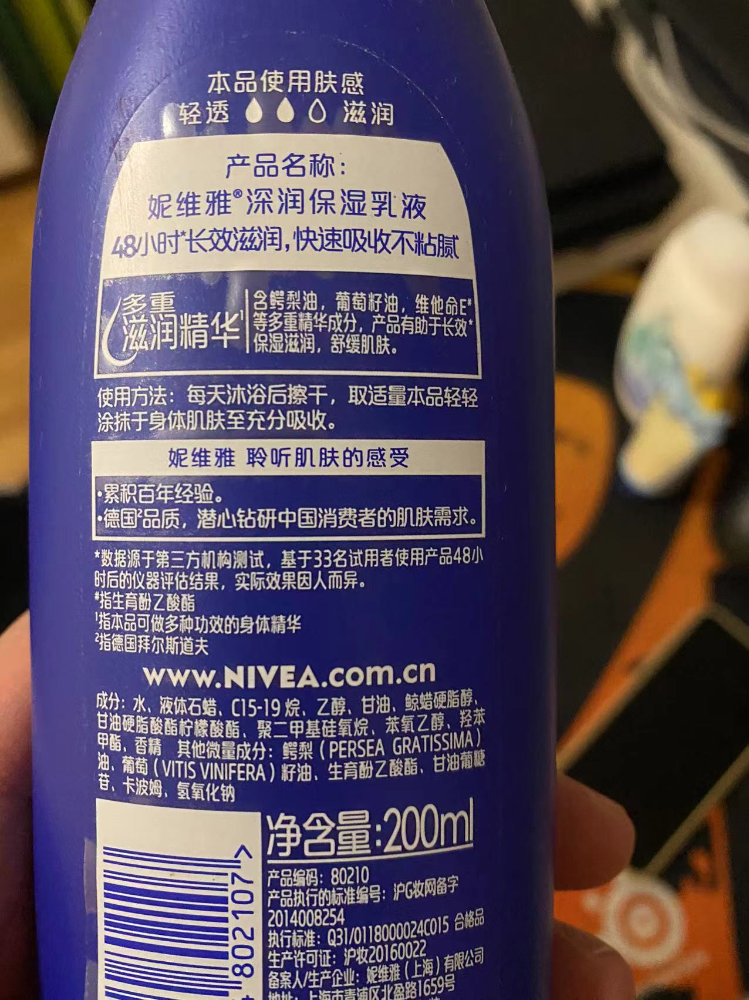 本品使用肤感
轻透 滋润
产品名称：
妮维雅®深润保湿乳液
48小时*长效滋润，快速吸收不粘腻
多重
滋润精华¹
含鳄梨油，葡萄籽油，维他命E#
等多重精华成分，产品有助于长效*
保湿滋润，舒缓肌肤。
使用方法：每天沐浴后擦干，取适量本品轻轻
涂抹于身体肌肤至充分吸收。
妮维雅 聆听肌肤的感受
·累积百年经验。
·德国²品质，潜心钻研中国消费者的肌肤需求。
*数据源于第三方机构测试，基于33名试用者使用产品48小
时后的仪器评估结果，实际效果因人而异。
#指生育酚乙酸酯
¹指本品可做多种功效的身体精华
²指德国拜尔斯道夫
www.NIVEA.com.cn
成分：水、液体石蜡、C15-19 烷、乙醇、甘油、鲸蜡硬脂醇、
甘油硬脂酸酯柠檬酸酯、聚二甲基硅氧烷、苯氧乙醇、羟苯
甲酯、香精 其他微量成分：鳄梨（PERSEA GRATISSIMA）
油、葡萄（VITIS VINIFERA）籽油、生育酚乙酸酯、甘油葡糖
苷、卡波姆、氢氧化钠
净含量:200ml
802107>
产品编码：80210
产品执行的标准编号：沪G妆网备字
2014008254
执行标准：Q31/0118000024C015 合格品
生产许可证：沪妆20160022
备案人/生产企业：妮维雅（上海）有限公司
地址：上海市青浦区北盈路1659号